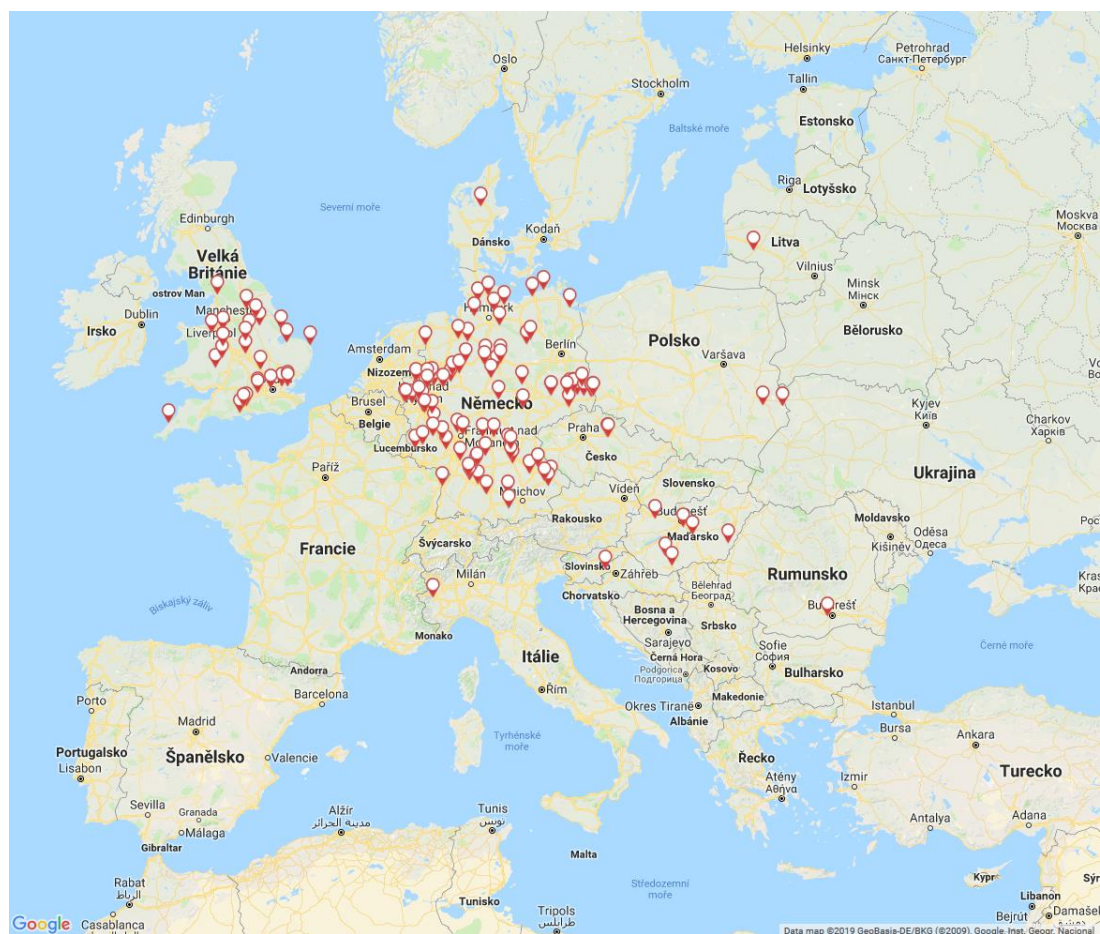 Oslo
Helsinky
Petrohrad
Санкт-Петербург
Tallin
Stockholm
Estonsko
Baltské moře
Riga
Lotyšsko
Edinburgh
Severní moře
Kodaň
Dánsko
Litva
Moskva
Москва
Velká
Británie
Vilnius
ostrov Man
Minsk
Мінск
Manchester
Dublin
Irsko
Liverpool
Bělorusko
Amsterdam
Berlín
Polsko
Varšava
Nizozem
Brusel
Belgie
Německo
Kyjev
Київ
Charkov
Харків
Praha
Česko
Lucembursko
Paříž
Ukrajina
Slovensko
Vídeň
Mnichov
Budapešť
Rakousko
Maďarsko
Moldavsko
Oděsa
Одеса
Kišiněv
Švýcarsko
Francie
Slovinsko
Záhřeb
Milán
Rumunsko
Chorvatsko
Bělehrad
Београд
Biskajský záliv
Bosna a
Hercegovina
Bukurešť
Srbsko
Monako
Sarajevo
Černé moře
Itálie
Černá Hora
Kosovo
Sofie
София
Andorra
Podgorica
Подгорица
Bulharsko
Řím
Makedonie
Barcelona
Porto
Okres Tirane
Albánie
Istanbul
Bursa
Madrid
Ankara
Tyrhénské
moře
Portugalsko
Lisabon
Španělsko
Valencie
Řecko
Atény
Αθήνα
Izmir
Turecko
Sevilla
Granada
Málaga
Alžír
مدينة الجزائر
Tunis
تونس
Antalya
Adana
Gibraltar
Malta
Rabat
الرباط
Středozemní
moře
Kypr
Tunisko
Libanon
Casablanca
Tripolis
طرابلس
Bejrút
Damašek
Google
Data map ©2019 GeoBasis-DE/BKG (©2009), Google, Inst. Geogr. Nacional